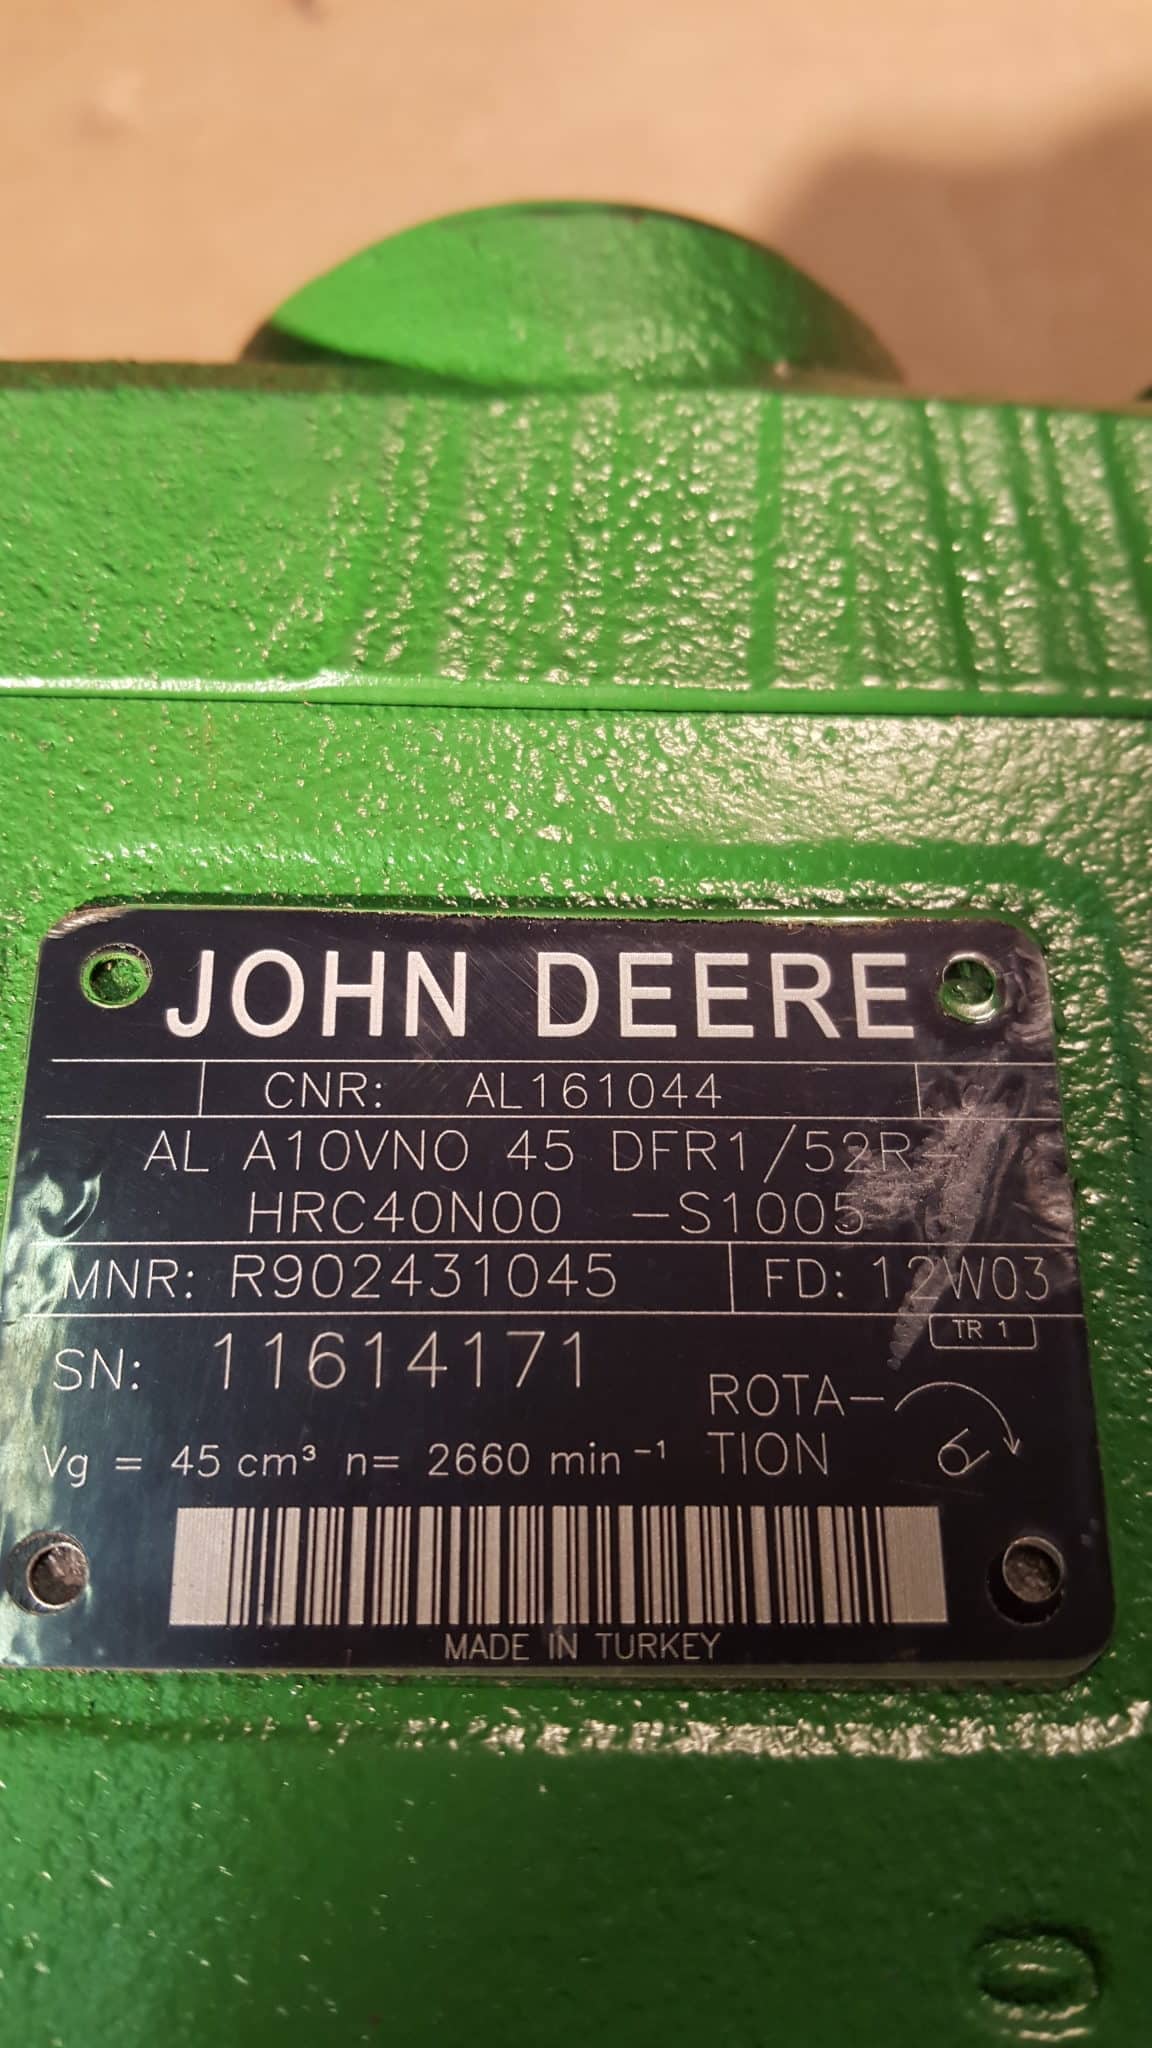 JOHN DEERE
CNR: AL161044
AL A10VNO 45 DFR1/52R-
HRC40N00 -S1005
MNR: R902431045 FD: 12W03
TR 1
SN: 11614171
ROTA-
TION
Vg = 45 cm³ n= 2660 min⁻¹
MADE IN TURKEY